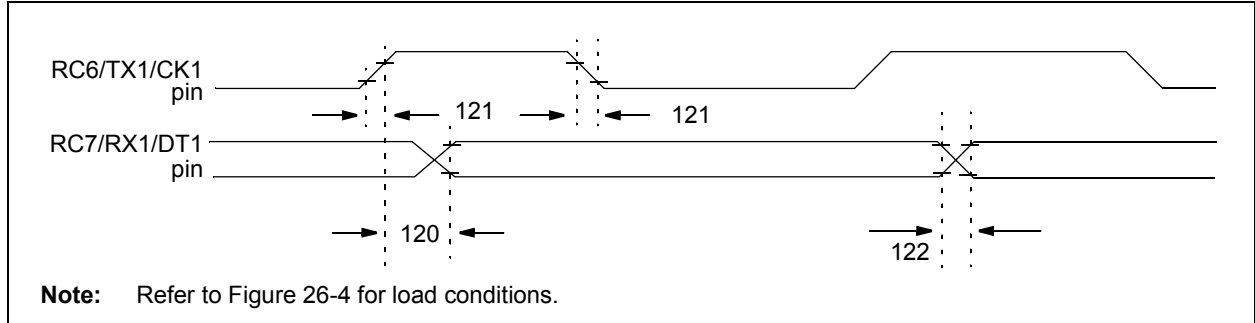 RC6/TX1/CK1
pin
121
121
RC7/RX1/DT1
pin
120
122
Note: Refer to Figure 26-4 for load conditions.